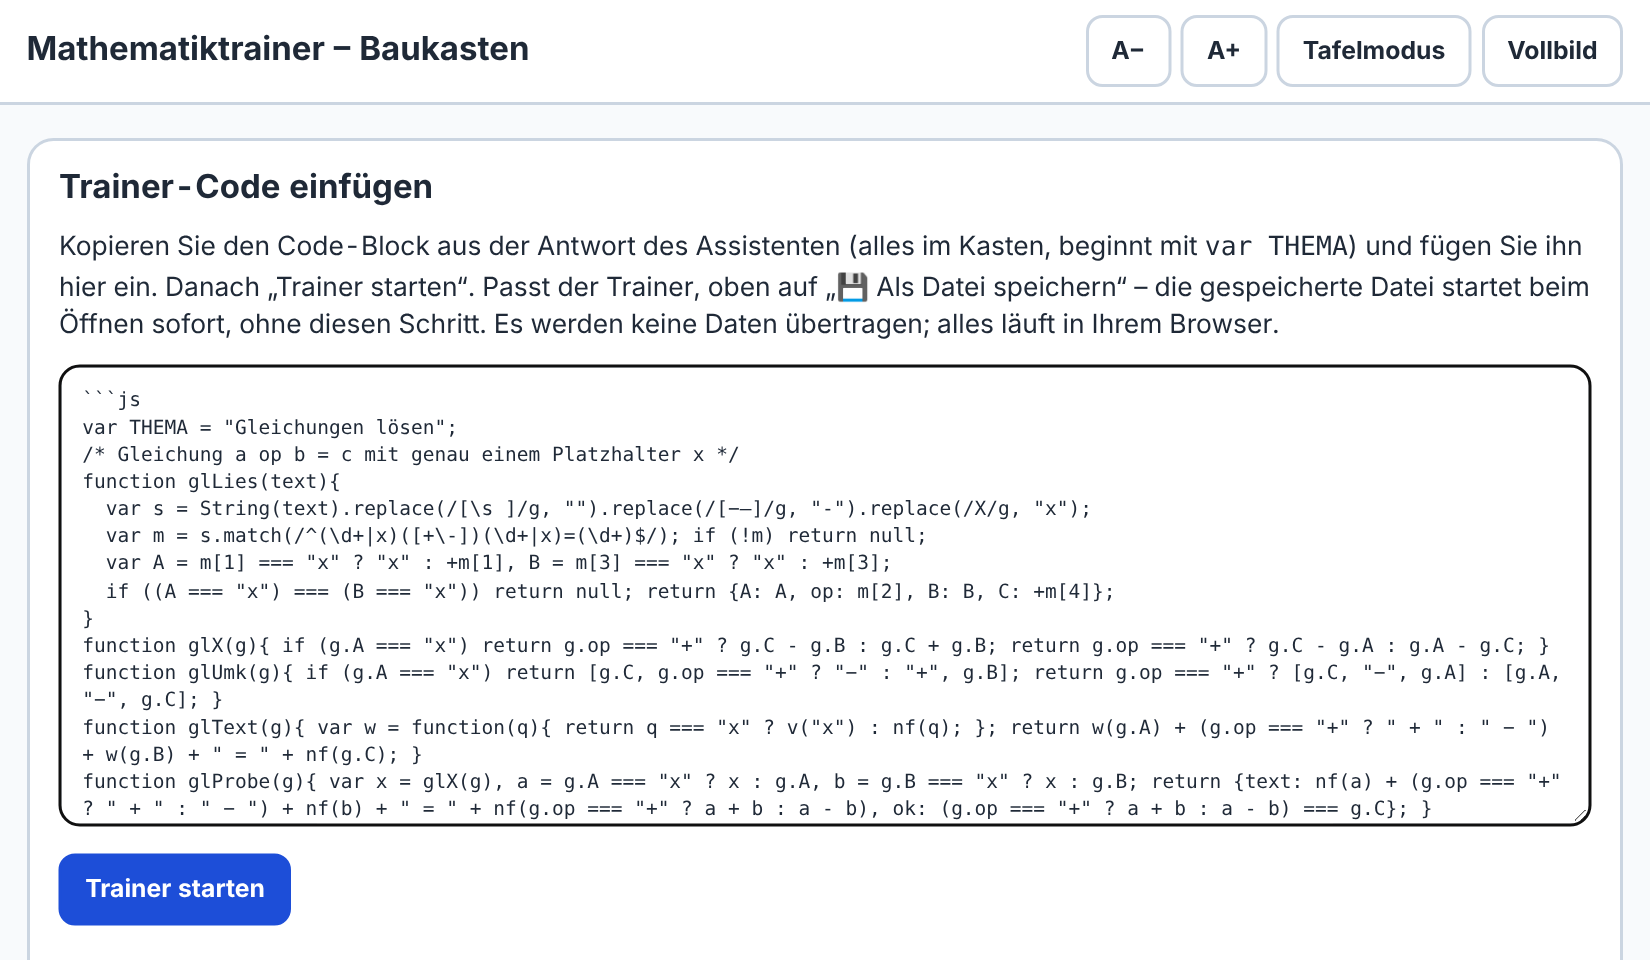 Mathematiktrainer – Baukasten
A−
A+
Tafelmodus
Vollbild
Trainer-Code einfügen
Kopieren Sie den Code-Block aus der Antwort des Assistenten (alles im Kasten, beginnt mit var THEMA) und fügen Sie ihn
hier ein. Danach „Trainer starten“. Passt der Trainer, oben auf „💾 Als Datei speichern“ – die gespeicherte Datei startet beim
Öffnen sofort, ohne diesen Schritt. Es werden keine Daten übertragen; alles läuft in Ihrem Browser.
```js
var THEMA = "Gleichungen lösen";
/* Gleichung a op b = c mit genau einem Platzhalter x */
function glLies(text){
  var s = String(text).replace(/[\s ]/g, "").replace(/[−–]/g, "-").replace(/X/g, "x");
  var m = s.match(/^(\d+|x)([+\-])(\d+|x)=(\d+)$/); if (!m) return null;
  var A = m[1] === "x" ? "x" : +m[1], B = m[3] === "x" ? "x" : +m[3];
  if ((A === "x") === (B === "x")) return null; return {A: A, op: m[2], B: B, C: +m[4]};
}
function glX(g){ if (g.A === "x") return g.op === "+" ? g.C - g.B : g.C + g.B; return g.op === "+" ? g.C - g.A : g.A - g.C; }
function glUmk(g){ if (g.A === "x") return [g.C, g.op === "+" ? "−" : "+", g.B]; return g.op === "+" ? [g.C, "−", g.A] : [g.A,
"−", g.C]; }
function glText(g){ var w = function(q){ return q === "x" ? v("x") : nf(q); }; return w(g.A) + (g.op === "+" ? " + " : " − ")
+ w(g.B) + " = " + nf(g.C); }
function glProbe(g){ var x = glX(g), a = g.A === "x" ? x : g.A, b = g.B === "x" ? x : g.B; return {text: nf(a) + (g.op === "+"
? " + " : " − ") + nf(b) + " = " + nf(g.op === "+" ? a + b : a - b), ok: (g.op === "+" ? a + b : a - b) === g.C}; }
Trainer starten